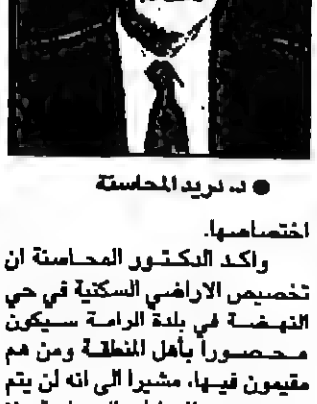 ● د. دريد المحاسنة
اختصاصها.
واكد الدكتور المحاسنة ان
تخصيص الاراضي السكنية في حي
النهضة في بلدة الرامة سيكون
محصورا بأهل المنطقة ومن هم
مقيمون فيها، مشيرا الى انه لن يتم